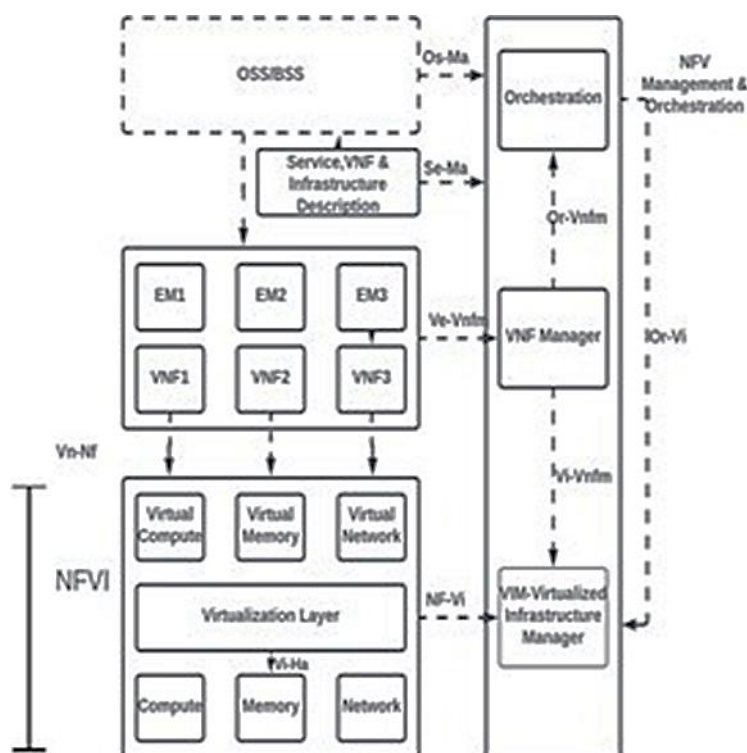 OSS/BSS
Os-Ma
Orchestration
NFV
Management &
Orchestration
Service,VNF &
Infrastructure
Description
Se-Ma
Or-Vnfm
EM1
EM2
EM3
Ve-Vnfm
VNF Manager
Or-Vi
VNF1
VNF2
VNF3
Vn-Nf
Vi-Vnfm
Virtual
Compute
Virtual
Memory
Virtual
Network
NFVI
Virtualization Layer
NF-Vi
VIM-Virtualized
Infrastructure
Manager
Vi-Ha
Compute
Memory
Network